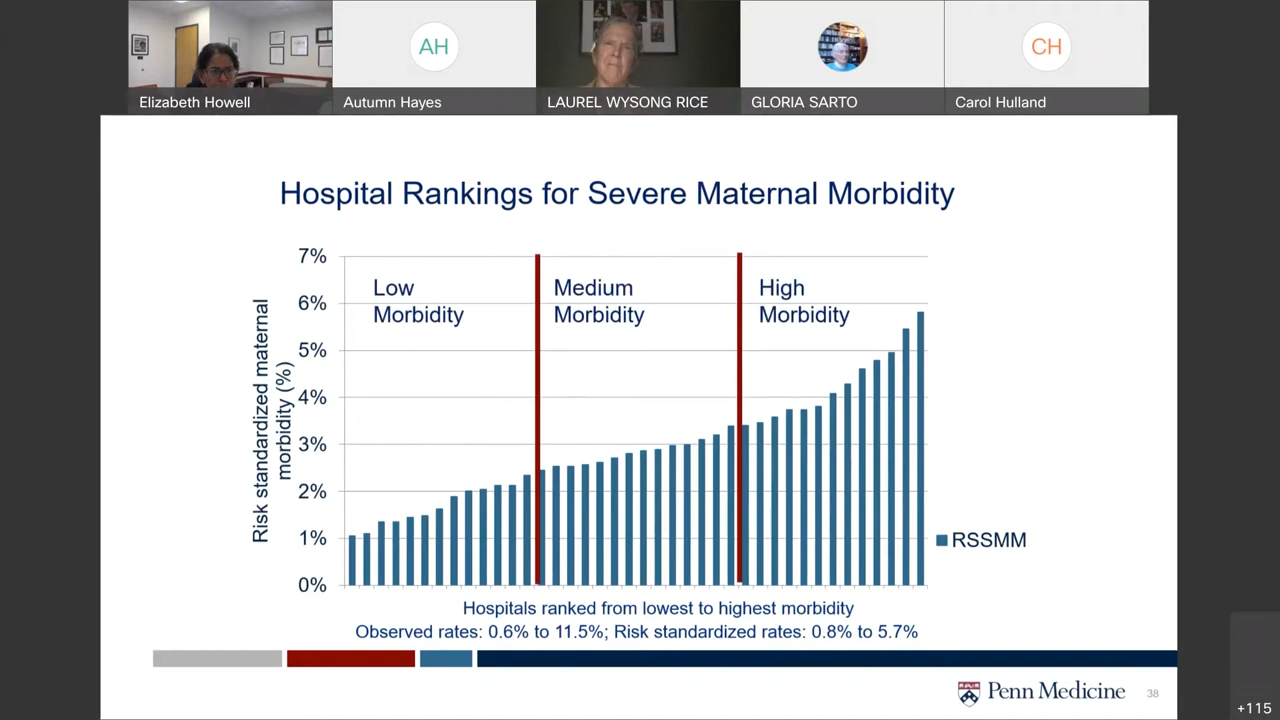 AH
CH
Elizabeth Howell
Autumn Hayes
LAUREL WYSONG RICE
GLORIA SARTO
Carol Hulland
Hospital Rankings for Severe Maternal Morbidity
Risk standardized maternal
morbidity (%)
7%
6%
5%
4%
3%
2%
1%
0%
Low
Morbidity
Medium
Morbidity
High
Morbidity
RSSMM
Hospitals ranked from lowest to highest morbidity
Observed rates: 0.6% to 11.5%; Risk standardized rates: 0.8% to 5.7%
Penn Medicine
38
+115